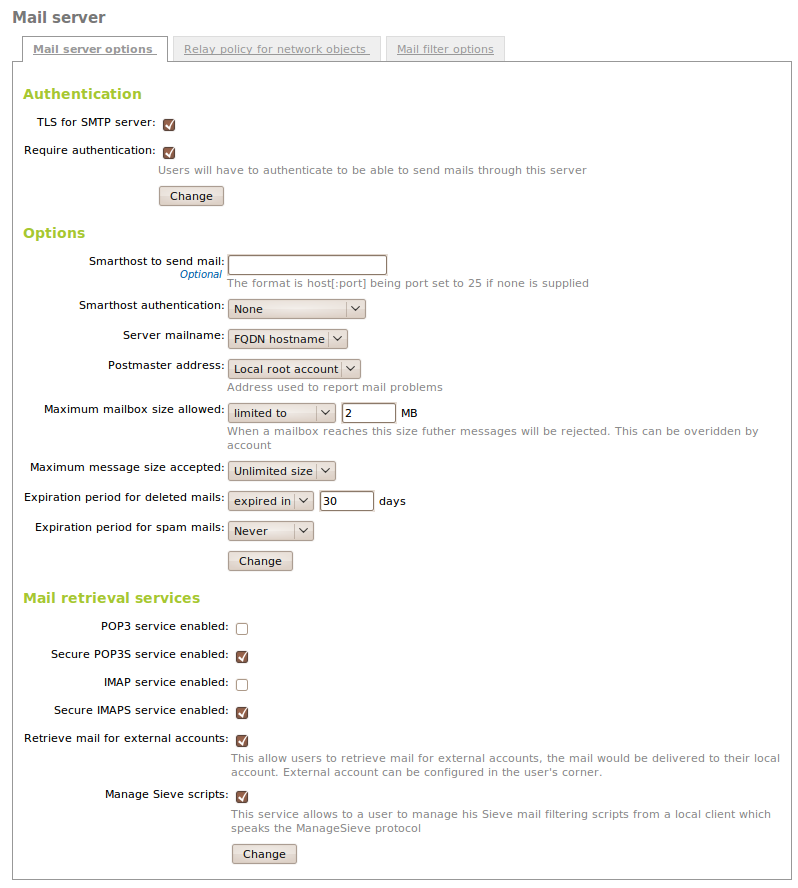 Mail server
Mail server options
Relay policy for network objects
Mail filter options
Authentication
TLS for SMTP server:
Require authentication:
Users will have to authenticate to be able to send mails through this server
Change
Options
Smarthost to send mail:
Optional
The format is host[:port] being port set to 25 if none is supplied
Smarthost authentication: None
Server mailname: FQDN hostname
Postmaster address: Local root account
Address used to report mail problems
Maximum mailbox size allowed: limited to 2 MB
When a mailbox reaches this size futher messages will be rejected. This can be overidden by
account
Maximum message size accepted: Unlimited size
Expiration period for deleted mails: expired in 30 days
Expiration period for spam mails: Never
Change
Mail retrieval services
POP3 service enabled:
Secure POP3S service enabled:
IMAP service enabled:
Secure IMAPS service enabled:
Retrieve mail for external accounts:
This allow users to retrieve mail for external accounts, the mail would be delivered to their local
account. External account can be configured in the user's corner.
Manage Sieve scripts:
This service allows to a user to manage his Sieve mail filtering scripts from a local client which
speaks the ManageSieve protocol
Change